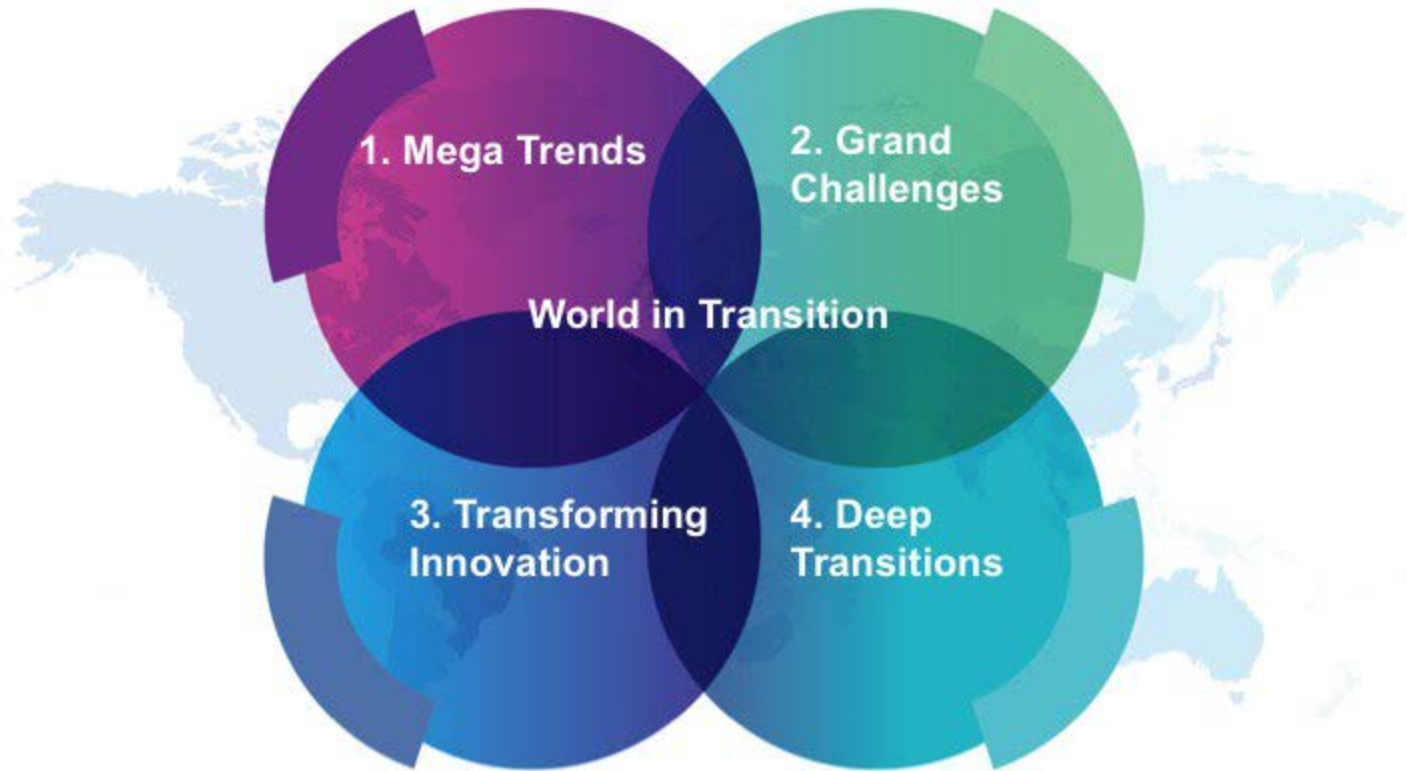 1. Mega Trends
2. Grand
Challenges
World in Transition
3. Transforming
Innovation
4. Deep
Transitions